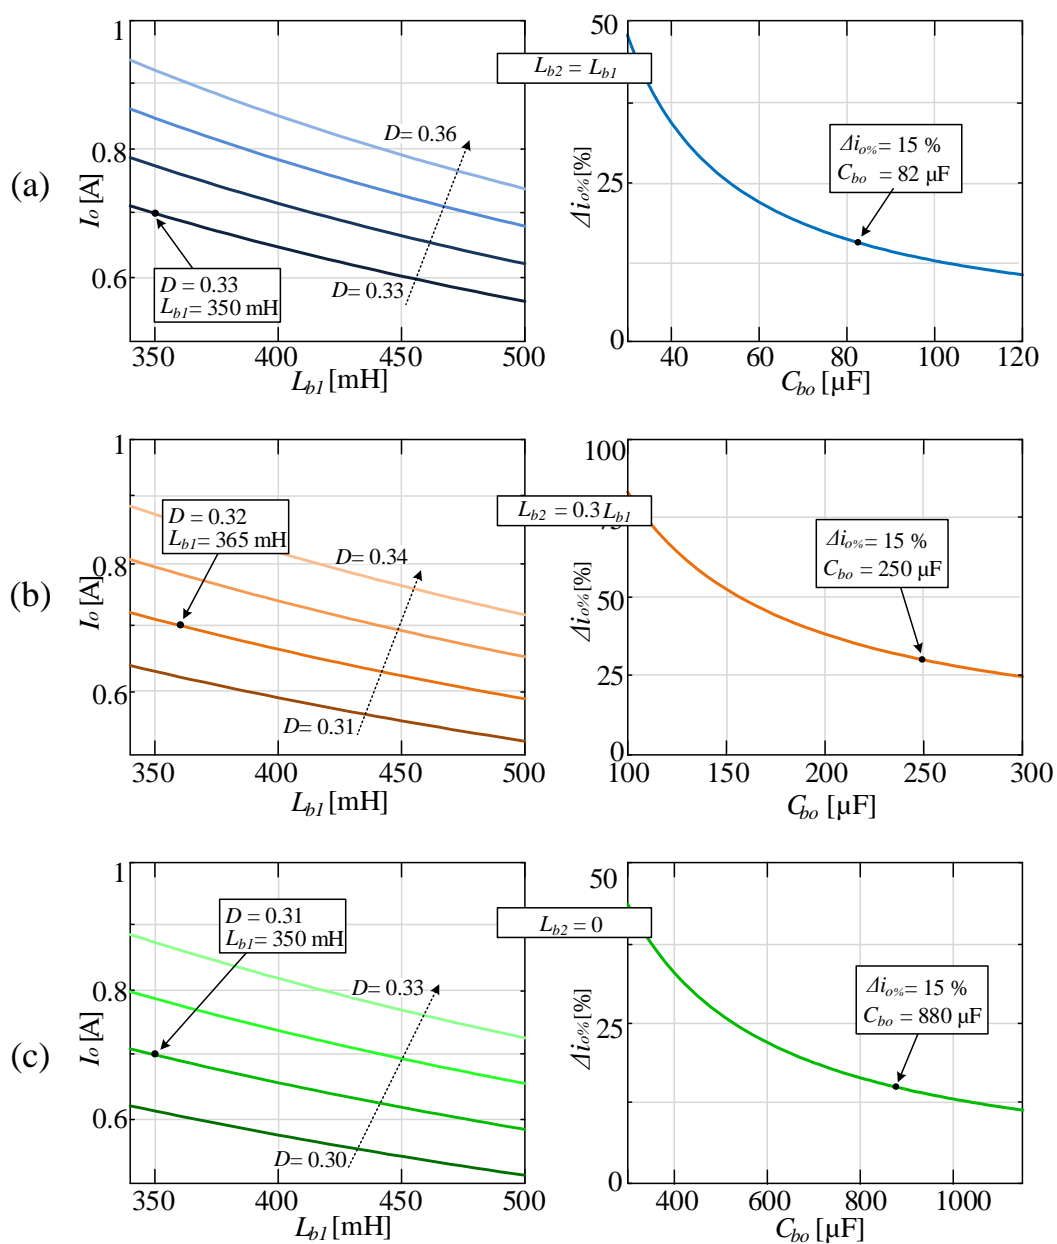 (a)
I_o [A]
1
0.8
0.6
D= 0.36
D= 0.33
D = 0.33
L_b1= 350 mH
350
400
450
500
L_b1 [mH]
L_b2 = L_b1
Δi_o%[%]
50
25
0
Δi_o%= 15 %
C_bo = 82 µF
40
60
80
100
120
C_bo [µF]
(b)
I_o [A]
1
0.8
0.6
D = 0.32
L_b1= 365 mH
D= 0.34
D= 0.31
350
400
450
500
L_b1 [mH]
L_b2 = 0.3L_b1
Δi_o%[%]
100
75
50
25
0
Δi_o%= 15 %
C_bo = 250 µF
100
150
200
250
300
C_bo [µF]
(c)
I_o [A]
1
0.8
0.6
D = 0.31
L_b1= 350 mH
D= 0.33
D= 0.30
350
400
450
500
L_b1 [mH]
L_b2 = 0
Δi_o%[%]
50
25
0
Δi_o%= 15 %
C_bo = 880 µF
400
600
800
1000
C_bo [µF]